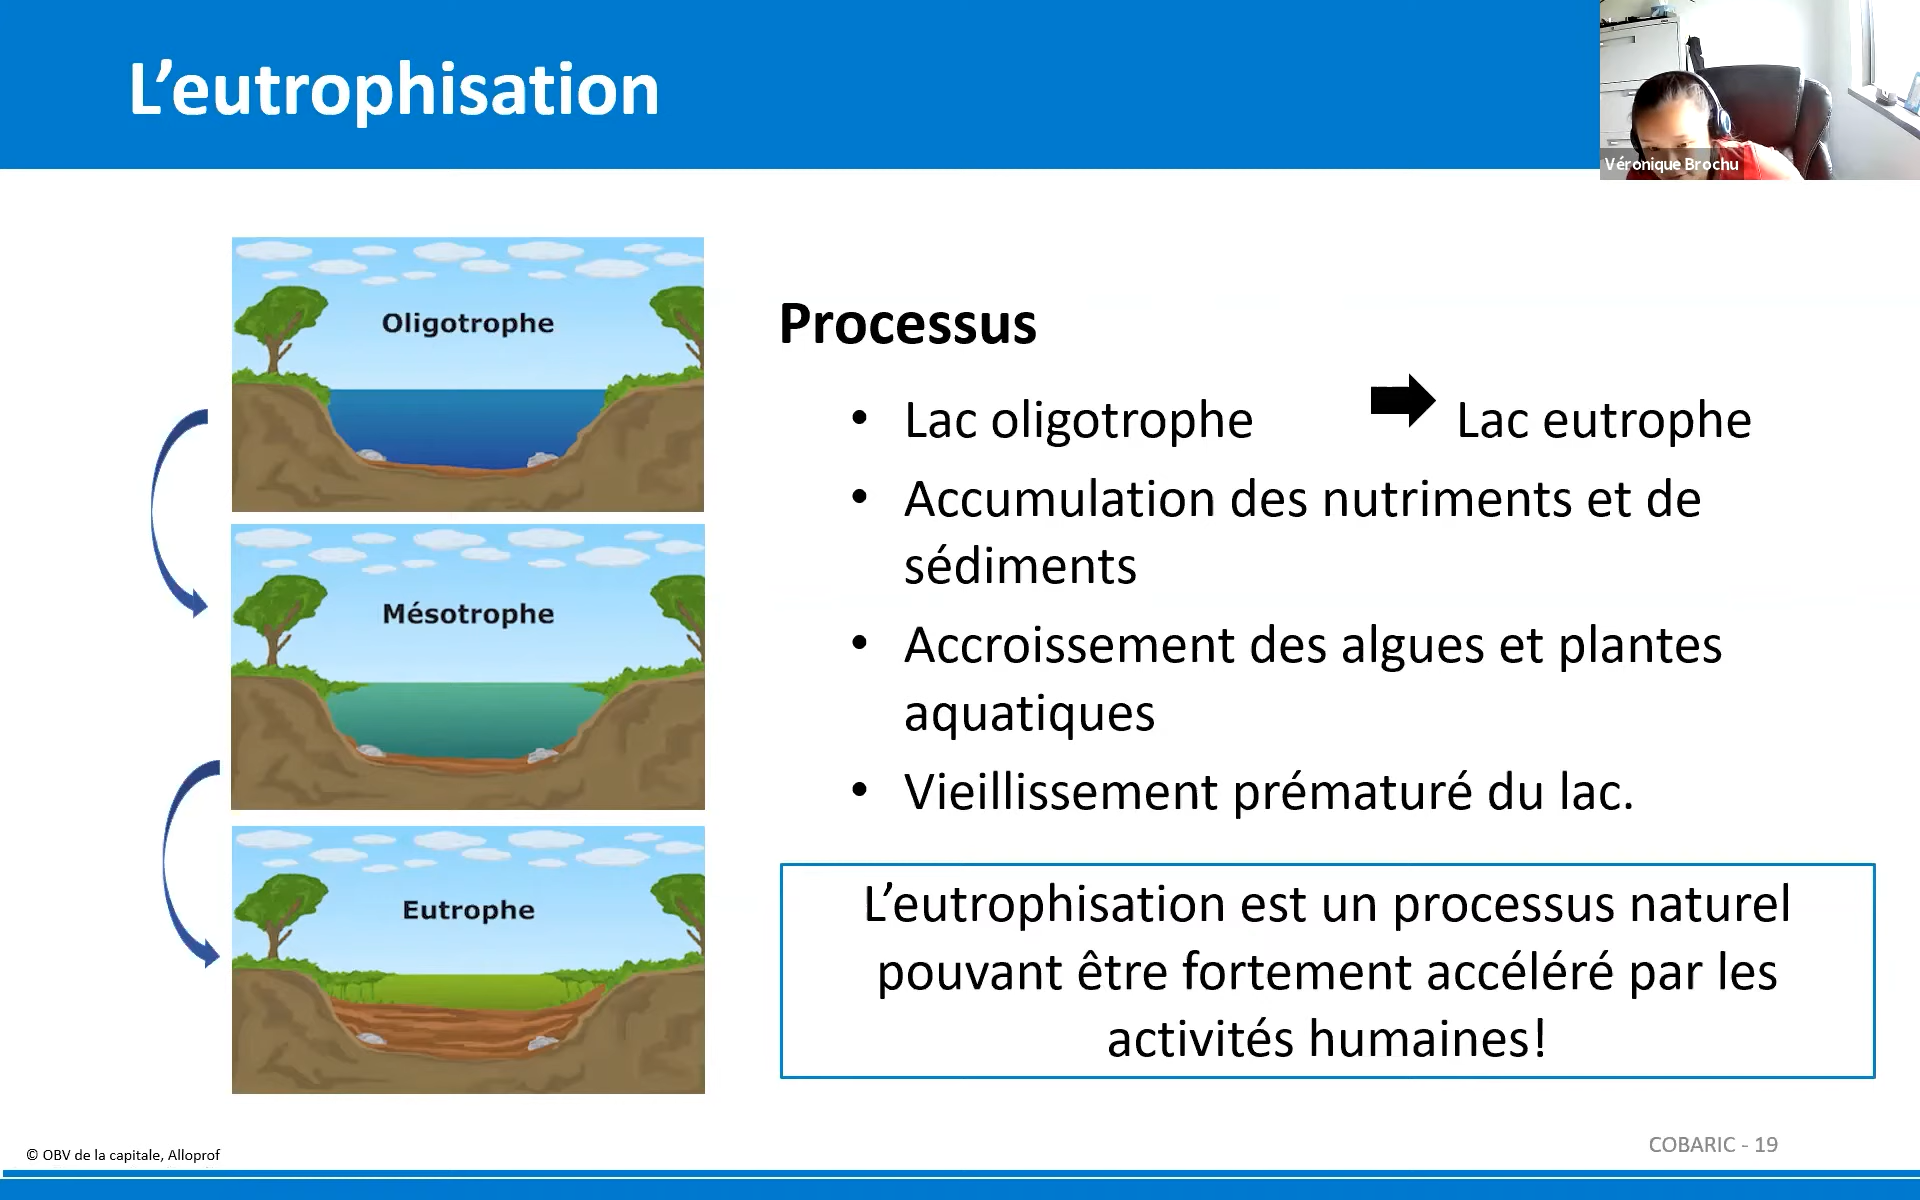 L’eutrophisation
Véronique Brochu
Oligotrophe
Mésotrophe
Eutrophe
Processus
• Lac oligotrophe Lac eutrophe
• Accumulation des nutriments et de
sédiments
• Accroissement des algues et plantes
aquatiques
• Vieillissement prématuré du lac.
L’eutrophisation est un processus naturel
pouvant être fortement accéléré par les
activités humaines!
© OBV de la capitale, Alloprof
COBARIC - 19